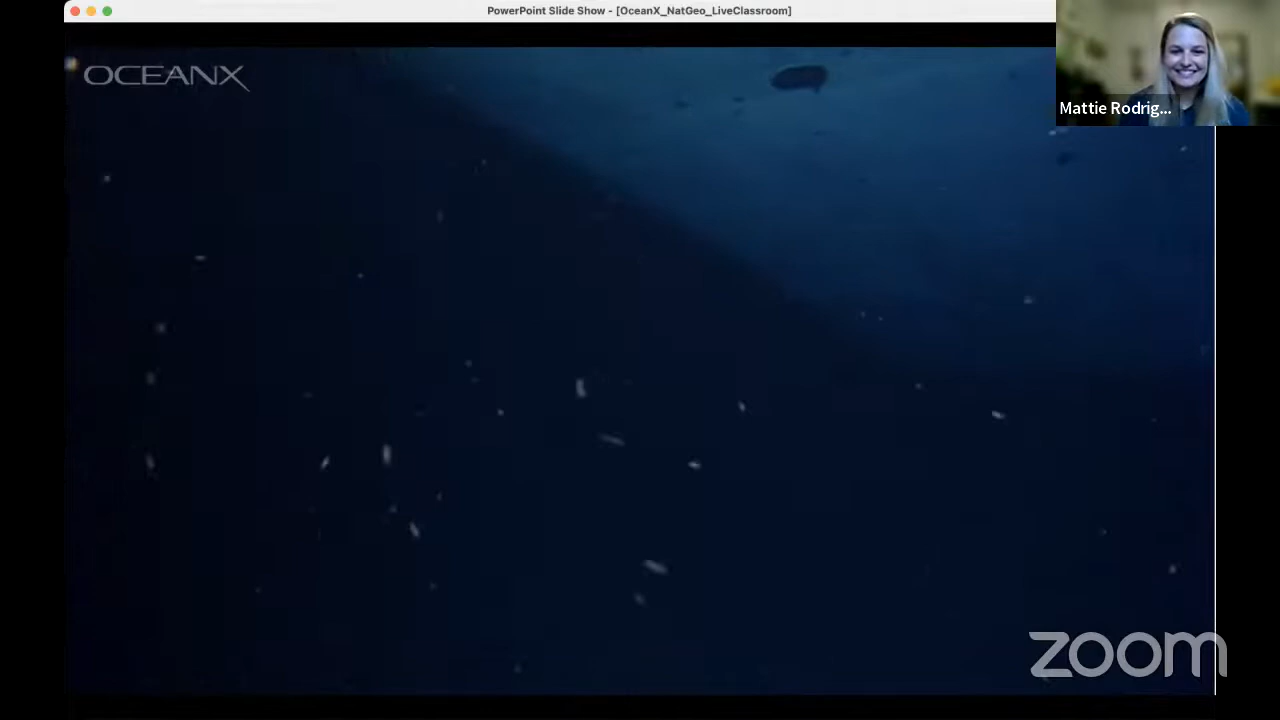 PowerPoint Slide Show - [OceanX_NatGeo_LiveClassroom]
OCEANX
Mattie Rodrig...
zoom